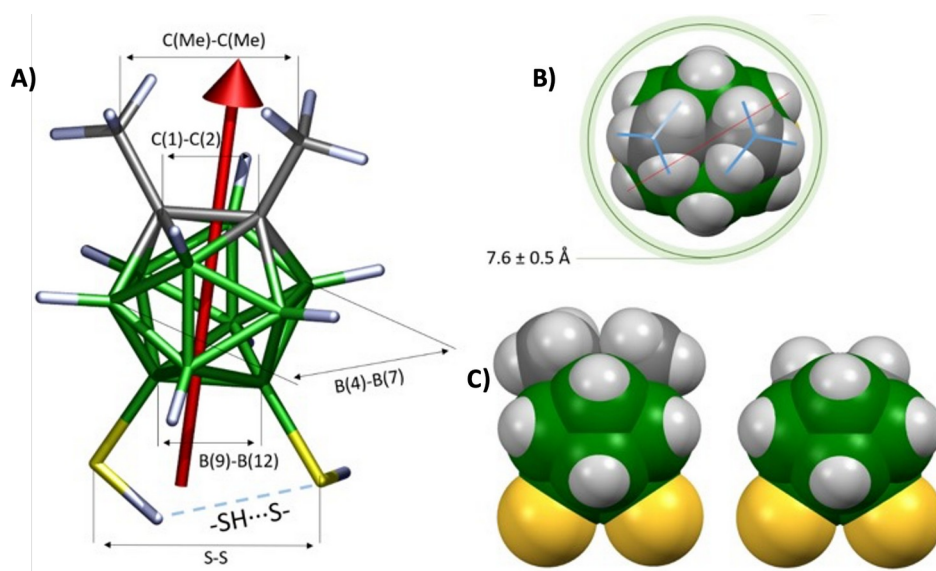 A)
C(Me)-C(Me)
C(1)-C(2)
B(4)-B(7)
B(9)-B(12)
-SH···S-
S-S
B)
7.6 ± 0.5 Å
C)